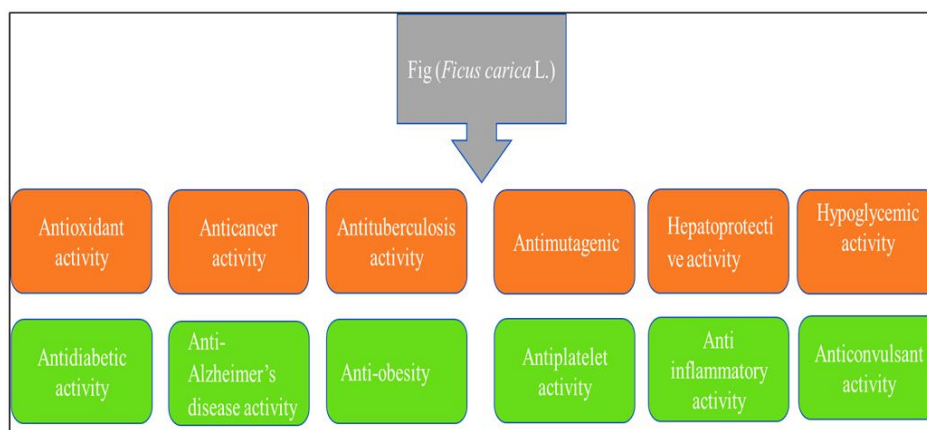 Fig (Ficus carica L.)
Antioxidant
activity
Anticancer
activity
Antituberculosis
activity
Antimutagenic
Hepatoprotecti
ve activity
Hypoglycemic
activity
Antidiabetic
activity
Anti-
Alzheimer's
disease activity
Anti-obesity
Antiplatelet
activity
Anti
inflammatory
activity
Anticonvulsant
activity